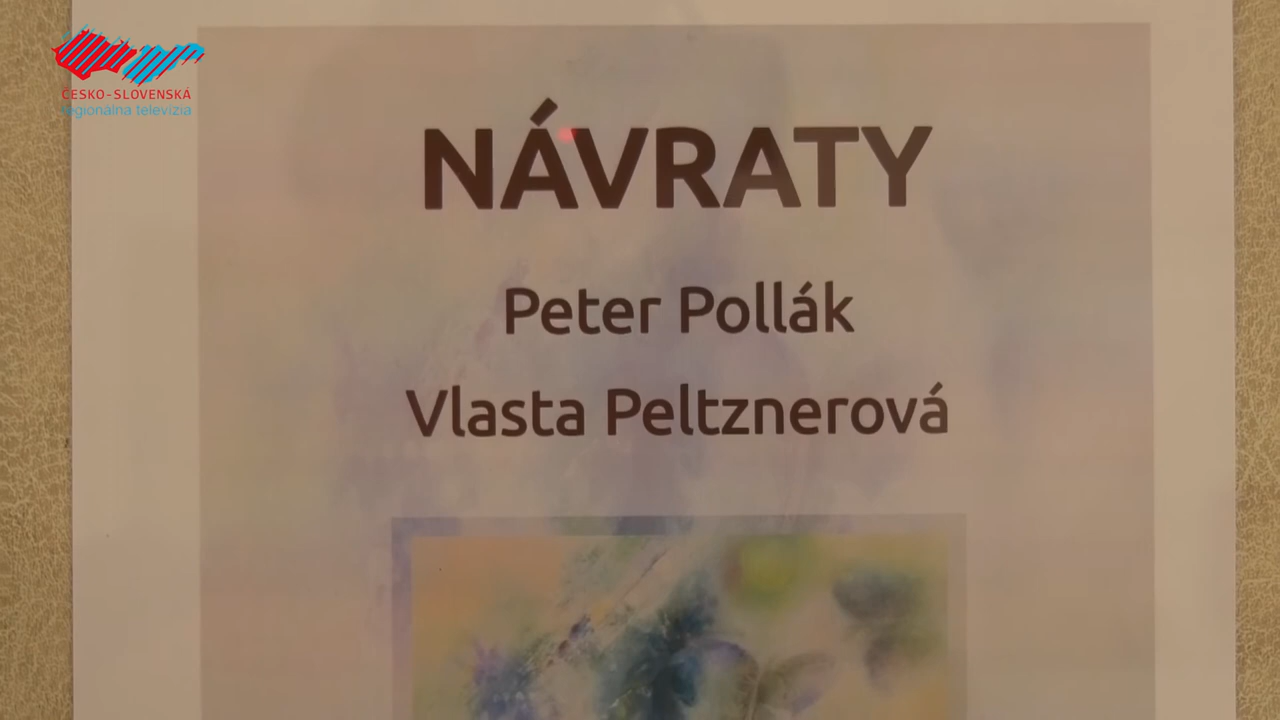 ČESKO-SLOVENSKÁ
regionálna televízia
NÁVRATY
Peter Pollák
Vlasta Peltznerová